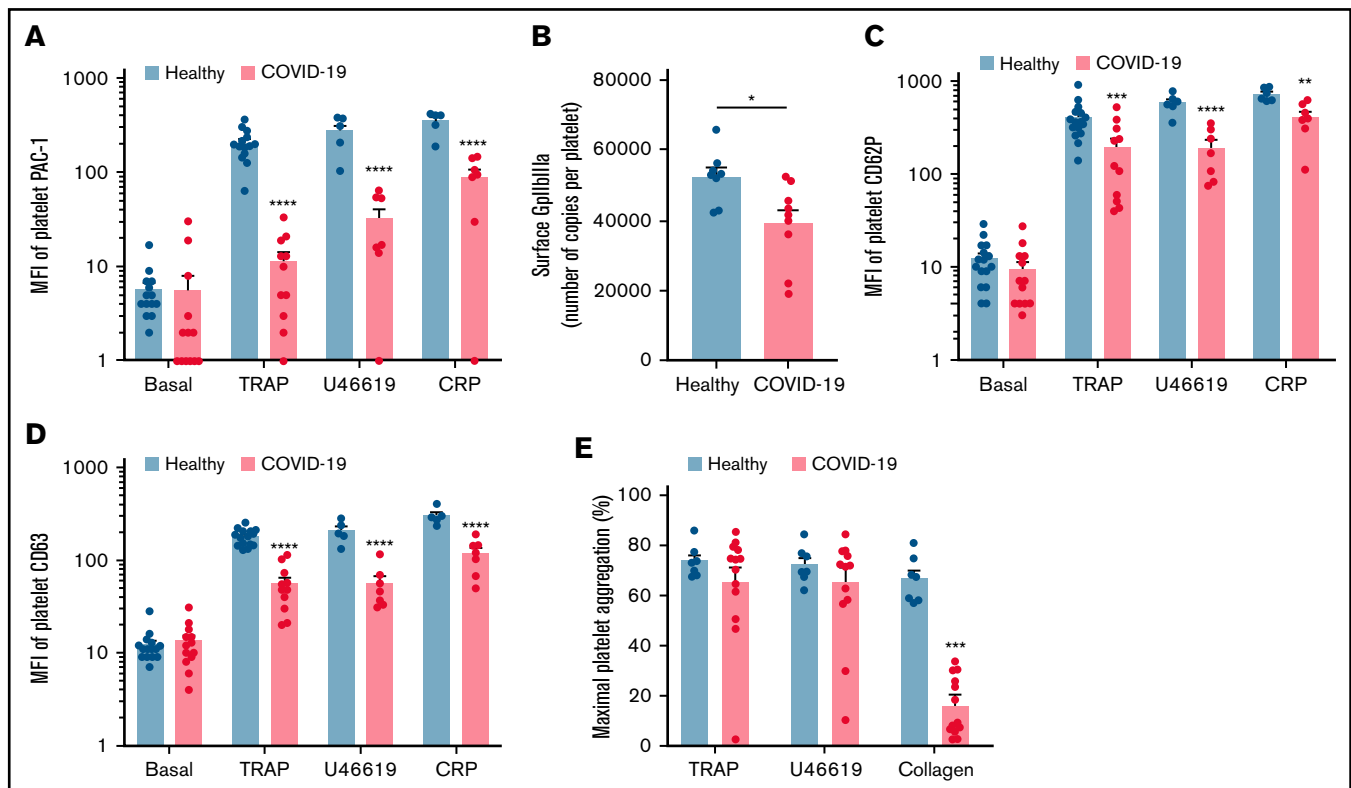 A
Healthy COVID-19
MFI of platelet PAC-1
1000
100
10
1
**** **** ****
Basal TRAP U46619 CRP
B
Surface GpIIbIIIa
(number of copies per platelet)
80000
60000
40000
20000
0
*
Healthy COVID-19
C
Healthy COVID-19
MFI of platelet CD62P
1000
100
10
1
*** **** **
Basal TRAP U46619 CRP
D
Healthy COVID-19
MFI of platelet CD63
1000
100
10
1
**** **** ****
Basal TRAP U46619 CRP
E
Healthy COVID-19
Maximal platelet aggregation (%)
100
80
60
40
20
0
***
TRAP U46619 Collagen